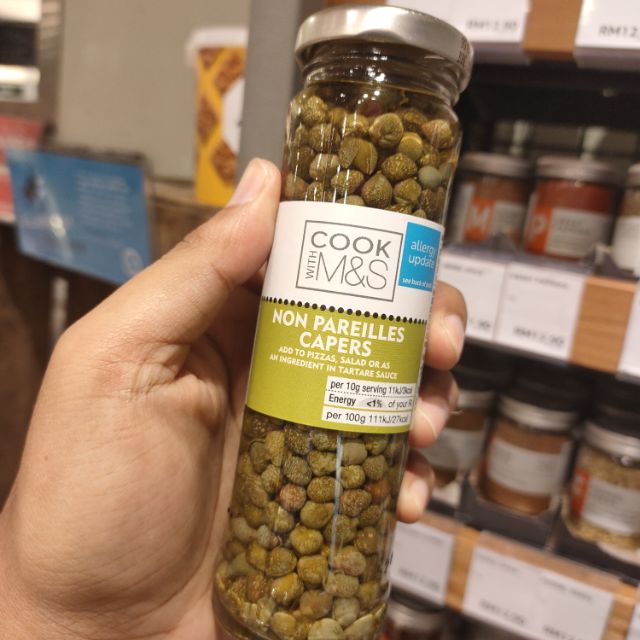 COOK
WITH
M&S
allergy
update
NON PAREILLES
CAPERS
ADD TO PIZZAS, SALAD OR AS
AN INGREDIENT IN TARTARE SAUCE
per 10g serving 11kJ/3kcal
Energy <1% of your RI
per 100g 111kJ/27kcal